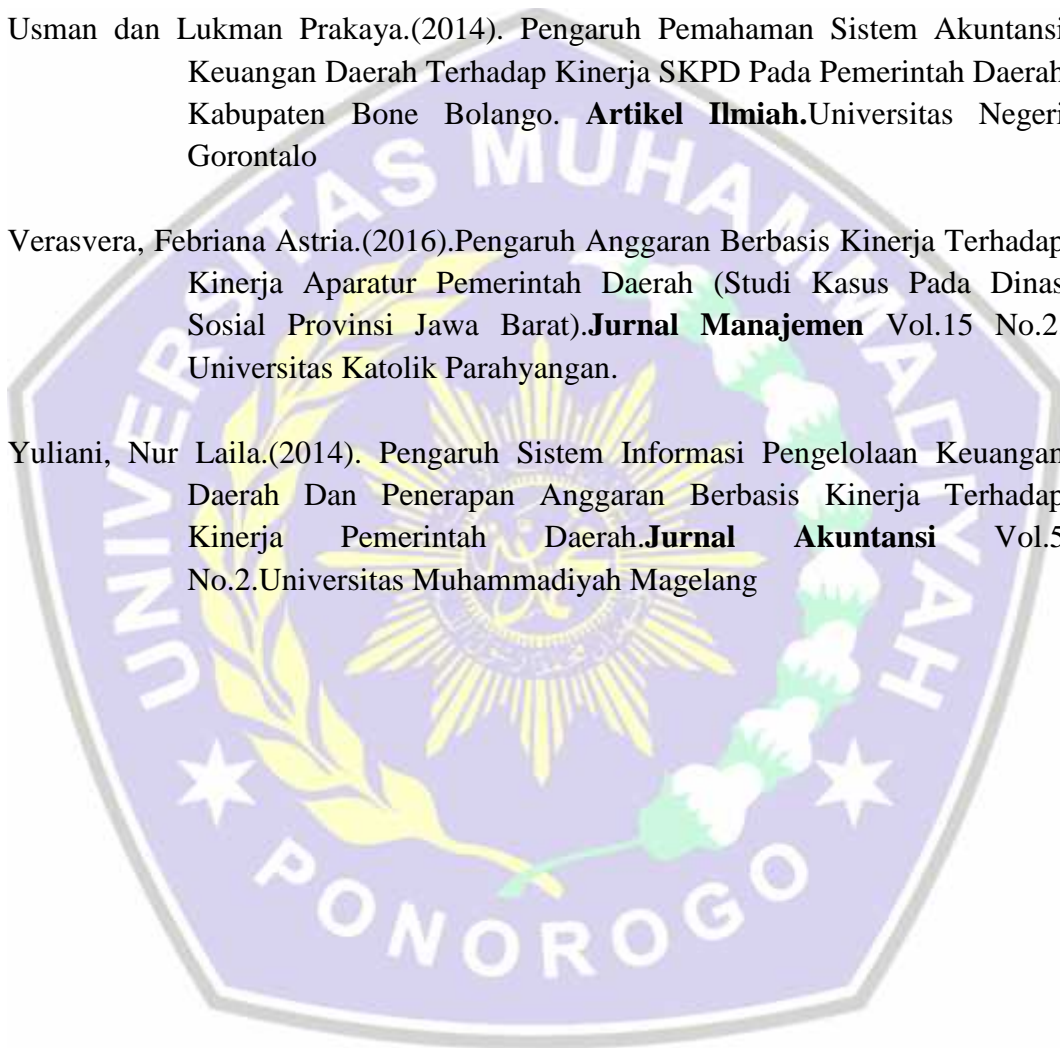 Usman dan Lukman Prakaya.(2014). Pengaruh Pemahaman Sistem Akuntansi
Keuangan Daerah Terhadap Kinerja SKPD Pada Pemerintah Daerah
Kabupaten Bone Bolango. Artikel Ilmiah.Universitas Negeri
Gorontalo
Verasvera, Febriana Astria.(2016).Pengaruh Anggaran Berbasis Kinerja Terhadap
Kinerja Aparatur Pemerintah Daerah (Studi Kasus Pada Dinas
Sosial Provinsi Jawa Barat).Jurnal Manajemen Vol.15 No.2
Universitas Katolik Parahyangan.
Yuliani, Nur Laila.(2014). Pengaruh Sistem Informasi Pengelolaan Keuangan
Daerah Dan Penerapan Anggaran Berbasis Kinerja Terhadap
Kinerja Pemerintah Daerah.Jurnal Akuntansi Vol.5
No.2.Universitas Muhammadiyah Magelang
UNIVERSITAS MUHAMMADIYAH
PONOROGO